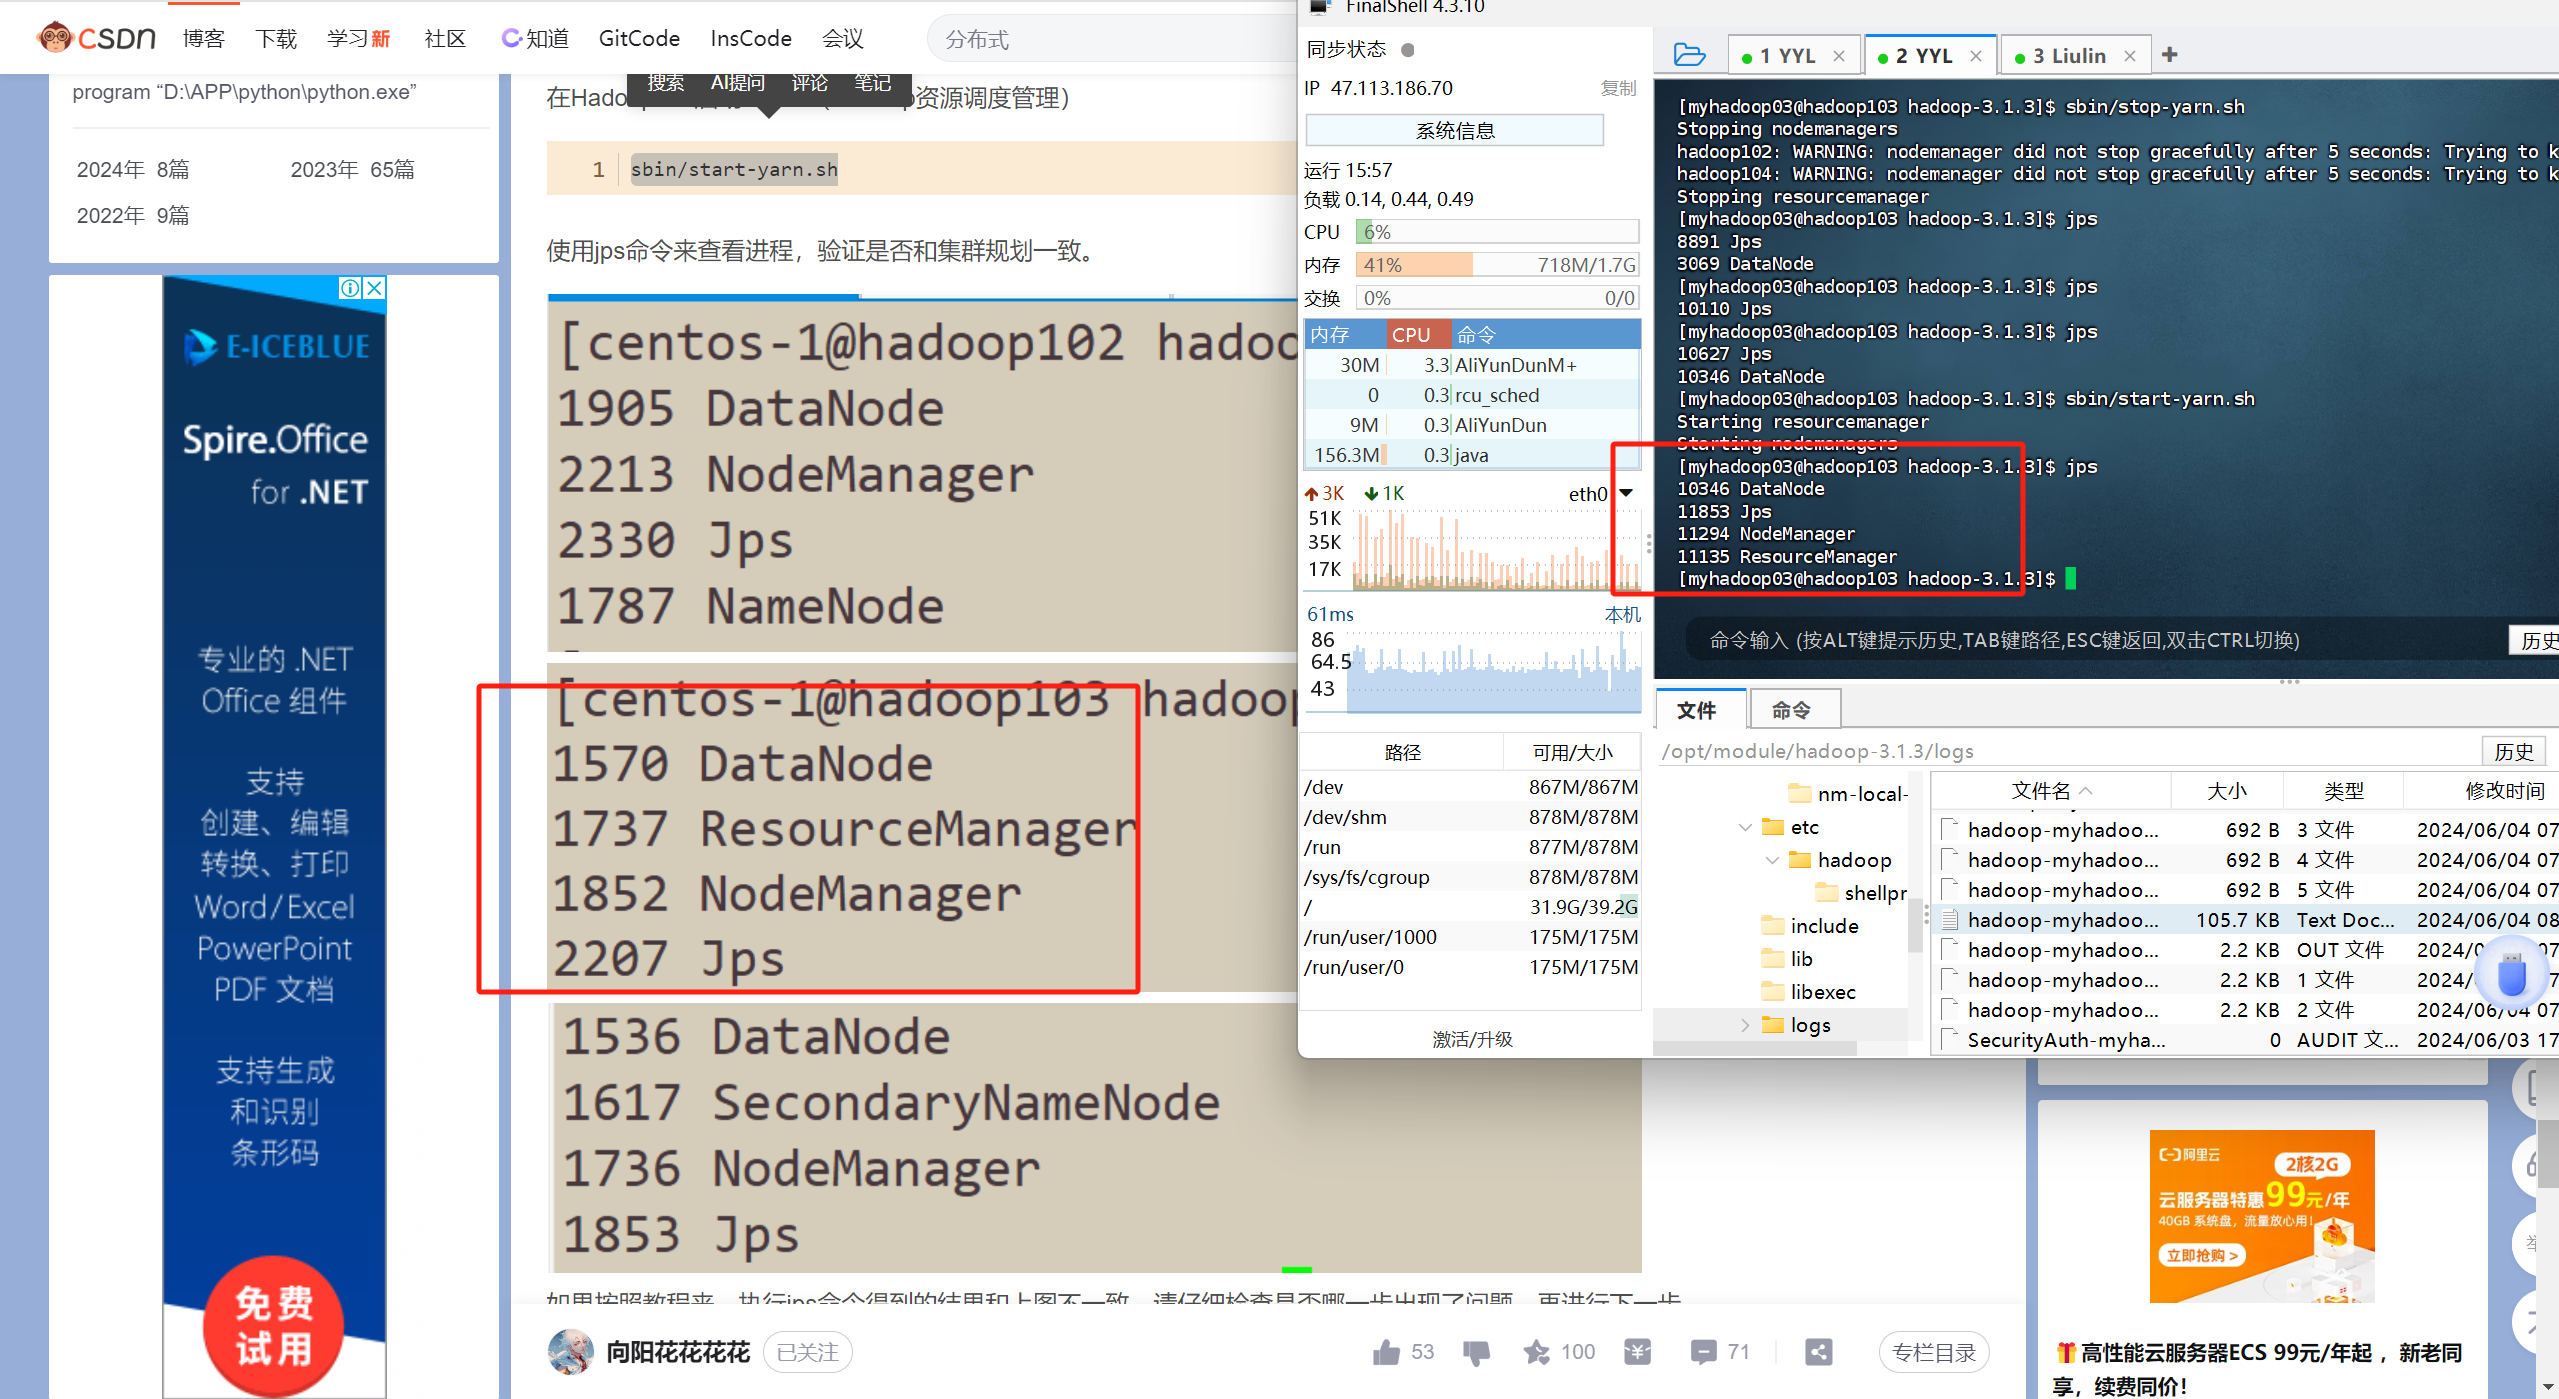 CSDN 博客 下载 学习新 社区 C知道 GitCode InsCode 会议 分布式
program “D:\APP\python\python.exe”
2024年 8篇 2023年 65篇
2022年 9篇
E-ICEBLUE
Spire.Office
for .NET
专业的 .NET
Office 组件
支持
创建、编辑
转换、打印
Word/Excel
PowerPoint
PDF 文档
支持生成
和识别
条形码
免费
试用
搜索 AI提问 评论 笔记
资源调度管理)
1 sbin/start-yarn.sh
使用jps命令来查看进程，验证是否和集群规划一致。
[centos-1@hadoop102
1905 DataNode
2213 NodeManager
2330 Jps
1787 NameNode
[centos-1@hadoop103
1570 DataNode
1737 ResourceManager
1852 NodeManager
2207 Jps
1536 DataNode
1617 SecondaryNameNode
1736 NodeManager
1853 Jps
如果按照教程来，执行jps命令得到的结果和上图不一致，请仔细检查是否哪一步出现了问题，再进行下一步
向阳花花花花 已关注 53 100 71 专栏目录
FinalShell 4.3.10
同步状态
IP 47.113.186.70 复制
系统信息
运行 15:57
负载 0.14, 0.44, 0.49
CPU 6%
内存 41% 718M/1.7G
交换 0% 0/0
内存 CPU 命令
30M 3.3 AliYunDunM+
0 0.3 rcu_sched
9M 0.3 AliYunDun
156.3M 0.3 java
3K 1K eth0
51K
35K
17K
61ms 本机
86
64.5
43
路径 可用/大小
/dev 867M/867M
/dev/shm 878M/878M
/run 877M/878M
/sys/fs/cgroup 878M/878M
/ 31.9G/39.2G
/run/user/1000 175M/175M
/run/user/0 175M/175M
激活/升级
1 YYL 2 YYL 3 Liulin
[myhadoop03@hadoop103 hadoop-3.1.3]$ sbin/stop-yarn.sh
Stopping nodemanagers
hadoop102: WARNING: nodemanager did not stop gracefully after 5 seconds: Trying to k
hadoop104: WARNING: nodemanager did not stop gracefully after 5 seconds: Trying to k
Stopping resourcemanager
[myhadoop03@hadoop103 hadoop-3.1.3]$ jps
8891 Jps
3069 DataNode
[myhadoop03@hadoop103 hadoop-3.1.3]$ jps
10110 Jps
[myhadoop03@hadoop103 hadoop-3.1.3]$ jps
10627 Jps
10346 DataNode
[myhadoop03@hadoop103 hadoop-3.1.3]$ sbin/start-yarn.sh
Starting resourcemanager
Starting nodemanagers
[myhadoop03@hadoop103 hadoop-3.1.3]$ jps
10346 DataNode
11853 Jps
11294 NodeManager
11135 ResourceManager
[myhadoop03@hadoop103 hadoop-3.1.3]$
命令输入 (按ALT键提示历史,TAB键路径,ESC键返回,双击CTRL切换) 历史
文件 命令
/opt/module/hadoop-3.1.3/logs 历史
nm-local-
etc
hadoop
shellpr
include
lib
libexec
logs
文件名 大小 类型 修改时间
hadoop-myhadoo... 692 B 3 文件 2024/06/04 07
hadoop-myhadoo... 692 B 4 文件 2024/06/04 07
hadoop-myhadoo... 692 B 5 文件 2024/06/04 07
hadoop-myhadoo... 105.7 KB Text Doc... 2024/06/04 08
hadoop-myhadoo... 2.2 KB OUT 文件 2024/0 07
hadoop-myhadoo... 2.2 KB 1 文件 2024/ 07
hadoop-myhadoo... 2.2 KB 2 文件 2024/06/04 07
SecurityAuth-myha... 0 AUDIT 文... 2024/06/03 17
阿里云
2核2G
云服务器特惠99元/年
40GB 系统盘，流量放心用!
立即抢购 >
高性能云服务器ECS 99元/年起 ，新老同
享，续费同价！